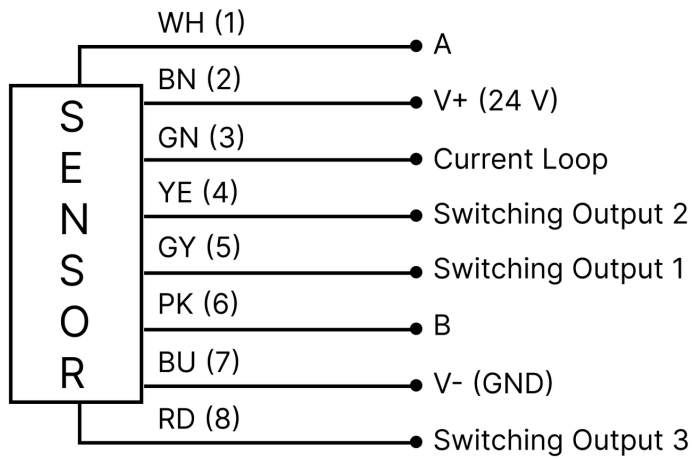 WH (1)
A
BN (2)
V+ (24 V)
GN (3)
Current Loop
YE (4)
Switching Output 2
GY (5)
Switching Output 1
PK (6)
B
BU (7)
V- (GND)
RD (8)
Switching Output 3
SENSOR